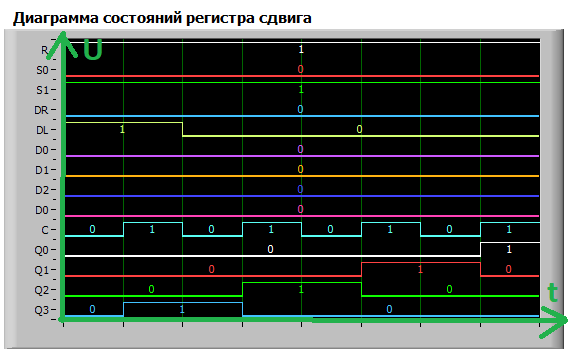 Диаграмма состояний регистра сдвига
U
R 1
S0 0
S1 1
DR 0
DL 1 0
D0 0
D1 0
D2 0
D0 0
C 0 1 0 1 0 1 0 1
Q0 0 1
Q1 0 1 0
Q2 0 1 0
t
Q3 0 1 0